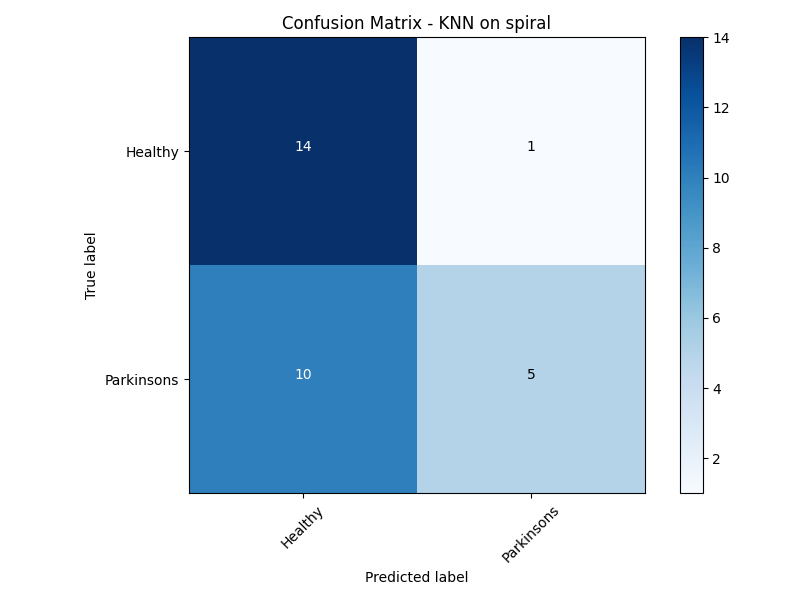 Confusion Matrix - KNN on spiral
True label
Healthy
Parkinsons
14
1
10
5
Healthy
Parkinsons
Predicted label
14
12
10
8
6
4
2